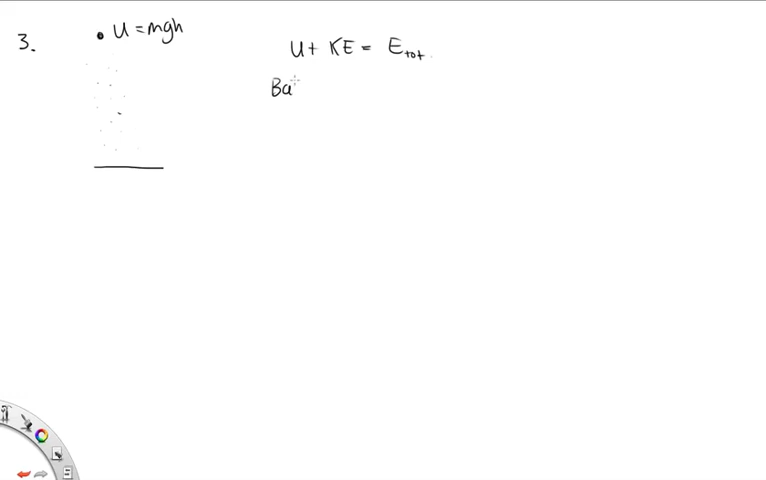 3.
U = mgh
U + KE = E_tot
Ba